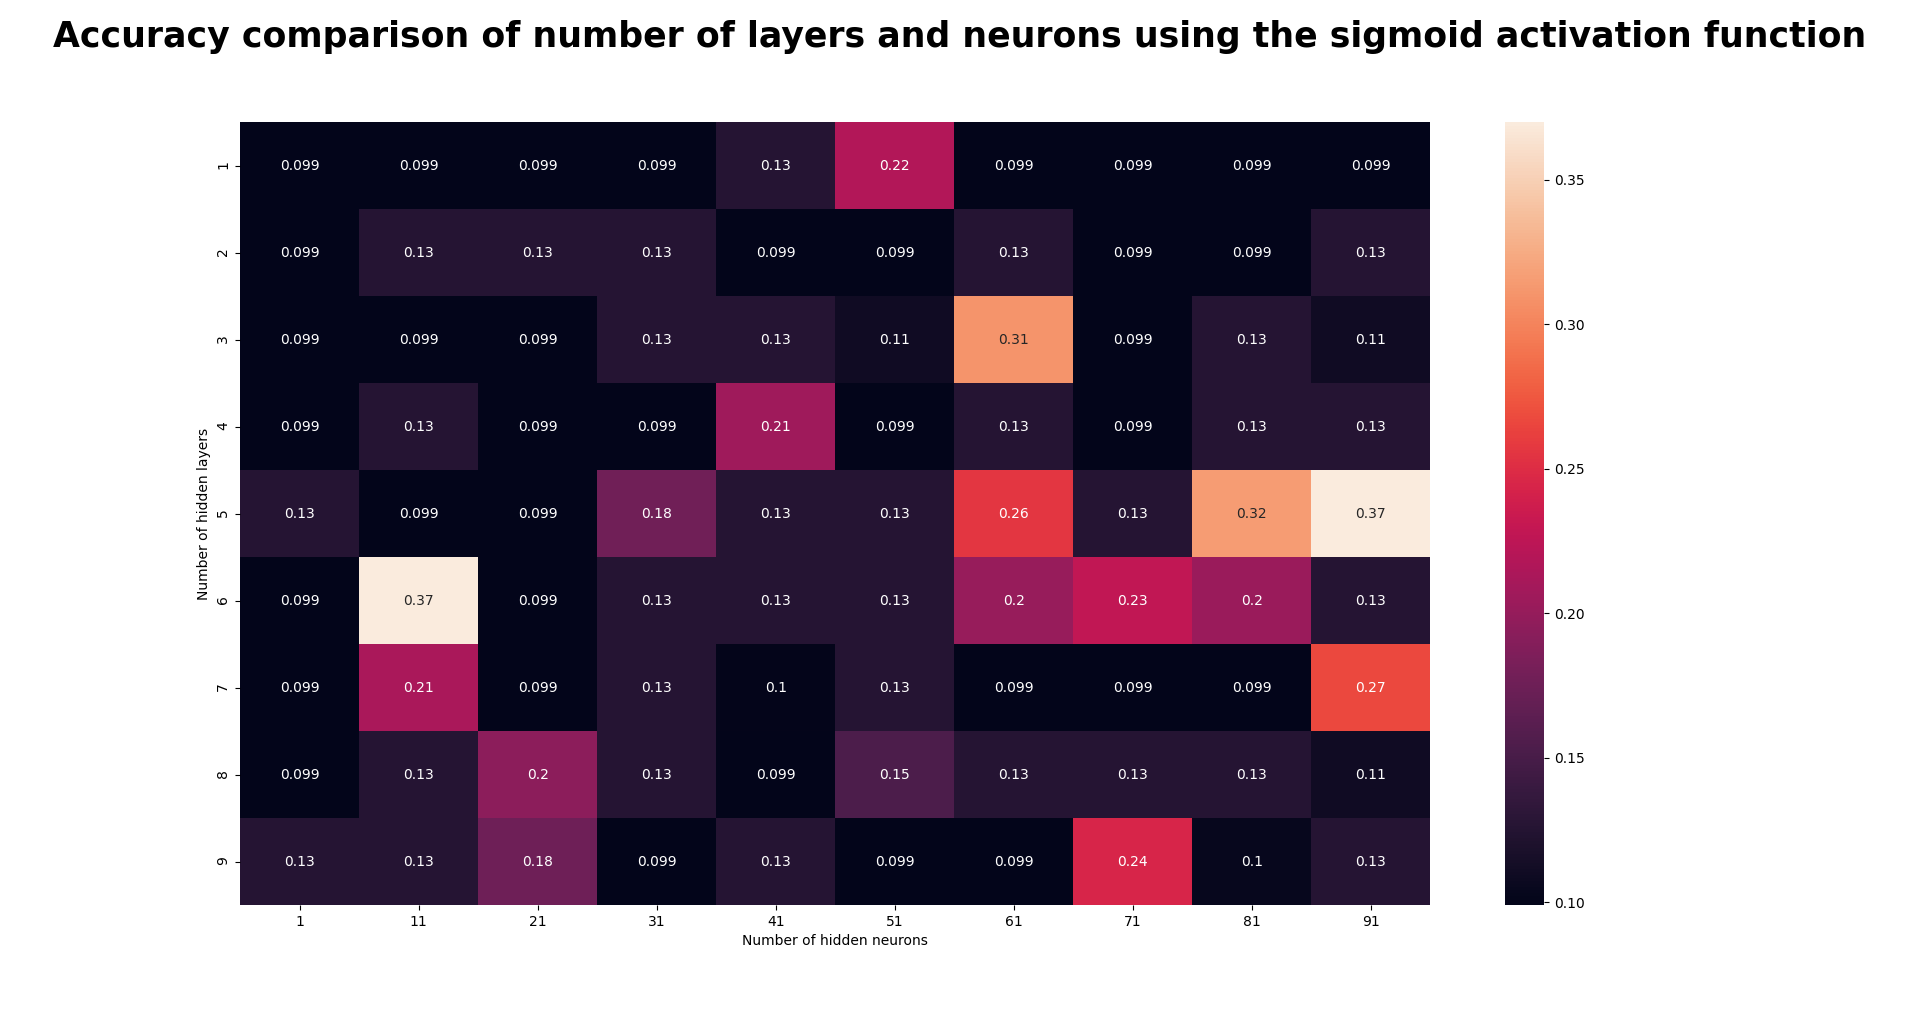 Accuracy comparison of number of layers and neurons using the sigmoid activation function
Number of hidden layers
1 0.099 0.099 0.099 0.099 0.13 0.22 0.099 0.099 0.099 0.099
2 0.099 0.13 0.13 0.13 0.099 0.099 0.13 0.099 0.099 0.13
3 0.099 0.099 0.099 0.13 0.13 0.11 0.31 0.099 0.13 0.11
4 0.099 0.13 0.099 0.099 0.21 0.099 0.13 0.099 0.13 0.13
5 0.13 0.099 0.099 0.18 0.13 0.13 0.26 0.13 0.32 0.37
6 0.099 0.37 0.099 0.13 0.13 0.13 0.2 0.23 0.2 0.13
7 0.099 0.21 0.099 0.13 0.1 0.13 0.099 0.099 0.099 0.27
8 0.099 0.13 0.2 0.13 0.099 0.15 0.13 0.13 0.13 0.11
9 0.13 0.13 0.18 0.099 0.13 0.099 0.099 0.24 0.1 0.13
1 11 21 31 41 51 61 71 81 91
Number of hidden neurons
0.35
0.30
0.25
0.20
0.15
0.10